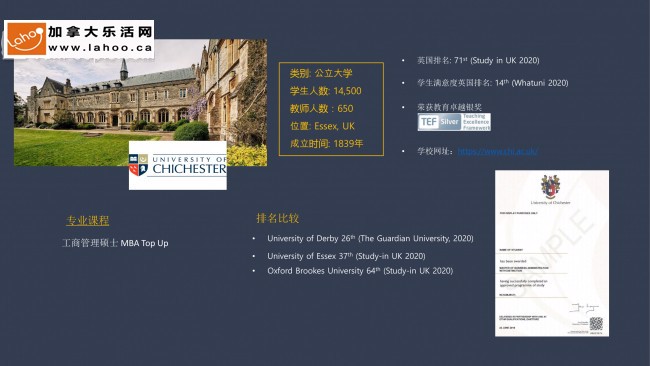 Lahoo
加拿大乐活网
www.lahoo.ca
UNIVERSITY OF
CHICHESTER
类别: 公立大学
学生人数: 14,500
教师人数 : 650
位置: Essex, UK
成立时间: 1839年
• 英国排名: 71st (Study in UK 2020)
• 学生满意度英国排名: 14th (Whatuni 2020)
• 荣获教育卓越银奖
TEF Silver
Teaching
Excellence
Framework
• 学校网址：
专业课程
工商管理硕士 MBA Top Up
排名比较
• University of Derby 26th (The Guardian University, 2020)
• University of Essex 37th (Study-in UK 2020)
• Oxford Brookes University 64th (Study-in UK 2020)
University of Chichester
NAME OF STUDENT
has been awarded
SAMPLE